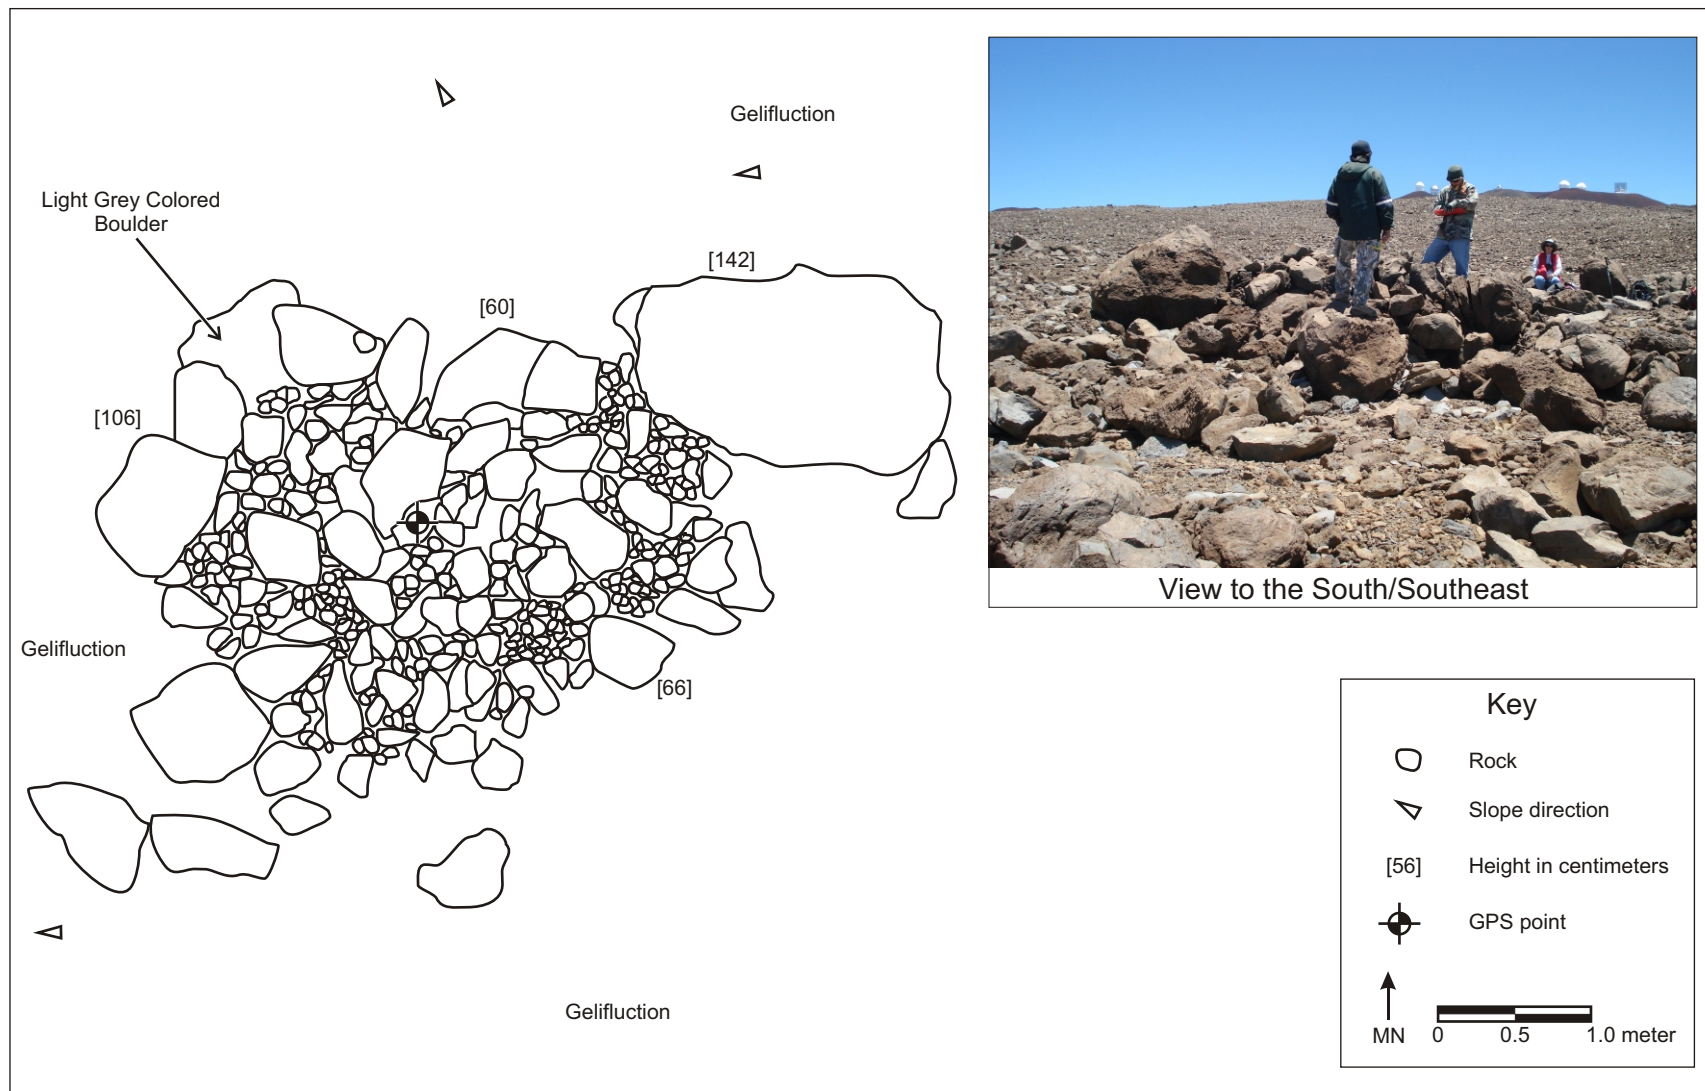 Gelifluction
Light Grey Colored
Boulder
[142]
[60]
[106]
Gelifluction
[66]
Gelifluction
View to the South/Southeast
Key
Rock
Slope direction
[56] Height in centimeters
GPS point
MN
0 0.5 1.0 meter